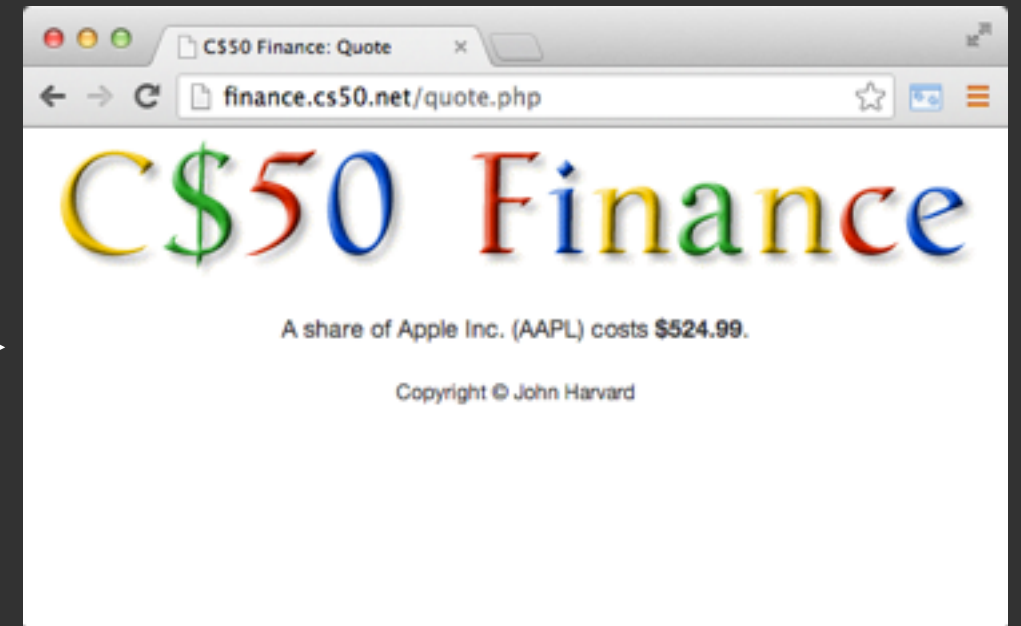 C$50 Finance: Quote
finance.cs50.net/quote.php
C$50 Finance
A share of Apple Inc. (AAPL) costs $524.99.
Copyright © John Harvard